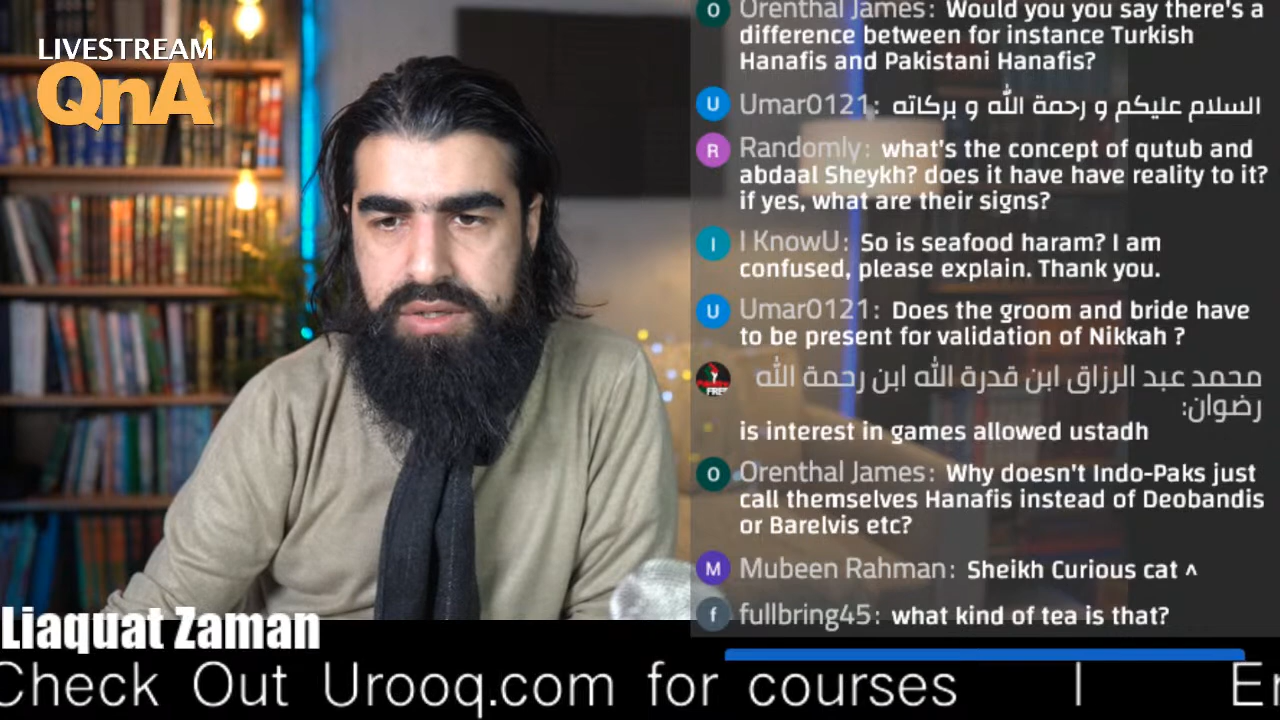 LIVESTREAM
QnA
Orenthal James: Would you you say there's a
difference between for instance Turkish
Hanafis and Pakistani Hanafis?
Umar0121: السلام عليكم و رحمة الله و بركاته
Randomly: what's the concept of qutub and
abdaal Sheykh? does it have have reality to it?
if yes, what are their signs?
I KnowU: So is seafood haram? I am
confused, please explain. Thank you.
Umar0121: Does the groom and bride have
to be present for validation of Nikkah ?
محمد عبد الرزاق ابن قدرة الله ابن رحمة الله
رضوان:
is interest in games allowed ustadh
Orenthal James: Why doesn't Indo-Paks just
call themselves Hanafis instead of Deobandis
or Barelvis etc?
Mubeen Rahman: Sheikh Curious cat ^
fullbring45: what kind of tea is that?
Liaquat Zaman
Check Out Urooq.com for courses | Er